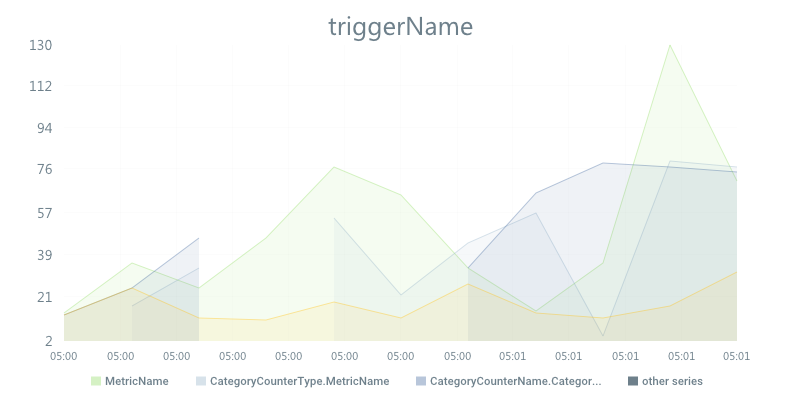 triggerName
130
112
94
76
57
39
21
2
05:00 05:00 05:00 05:00 05:00 05:00 05:00 05:00 05:01 05:01 05:01 05:01 05:01
MetricName CategoryCounterType.MetricName CategoryCounterName.Categor... other series